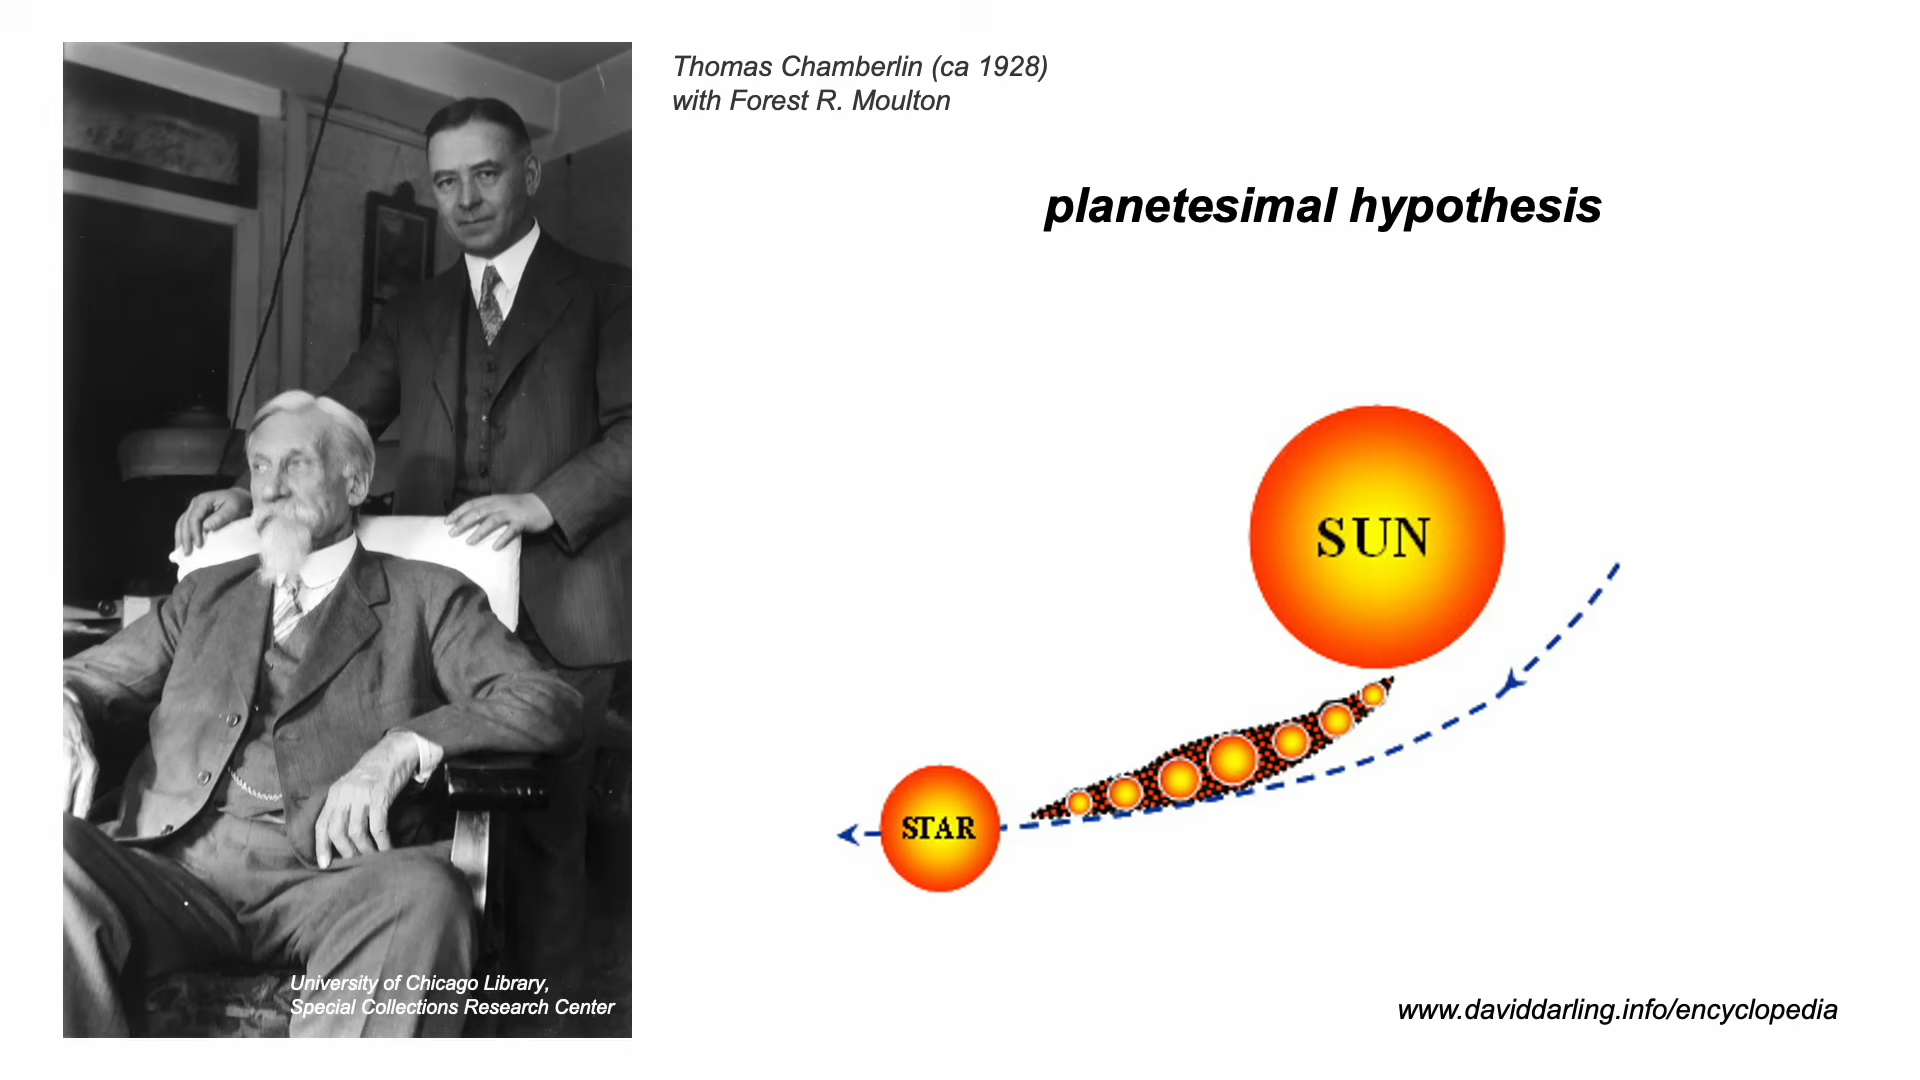 Thomas Chamberlin (ca 1928)
with Forest R. Moulton
planetesimal hypothesis
SUN
STAR
University of Chicago Library,
Special Collections Research Center
www.daviddarling.info/encyclopedia